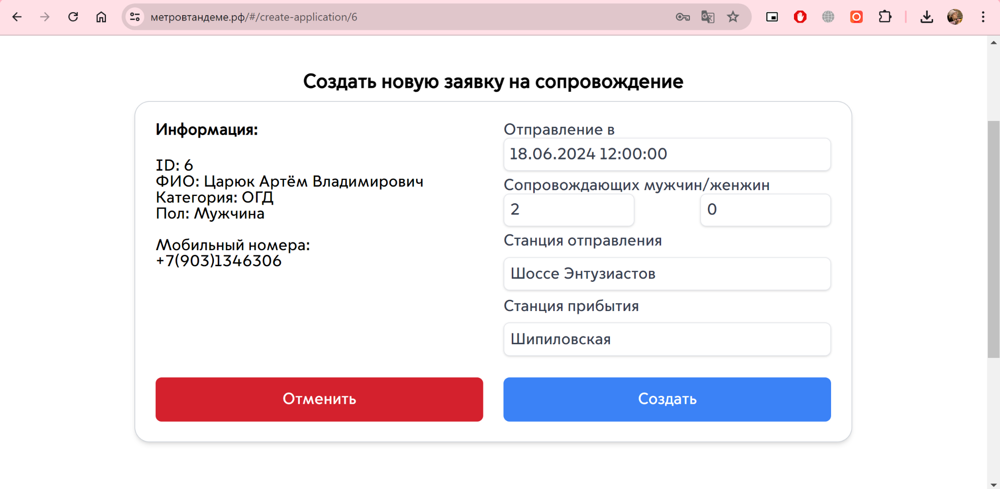 метровтандеме.рф/#/create-application/6
Создать новую заявку на сопровождение
Информация:
ID: 6
ФИО: Царюк Артём Владимирович
Категория: ОГД
Пол: Мужчина
Мобильный номера:
+7(903)1346306
Отправление в
18.06.2024 12:00:00
Сопровождающих мужчин/женжин
2 0
Станция отправления
Шоссе Энтузиастов
Станция прибытия
Шипиловская
Отменить Создать